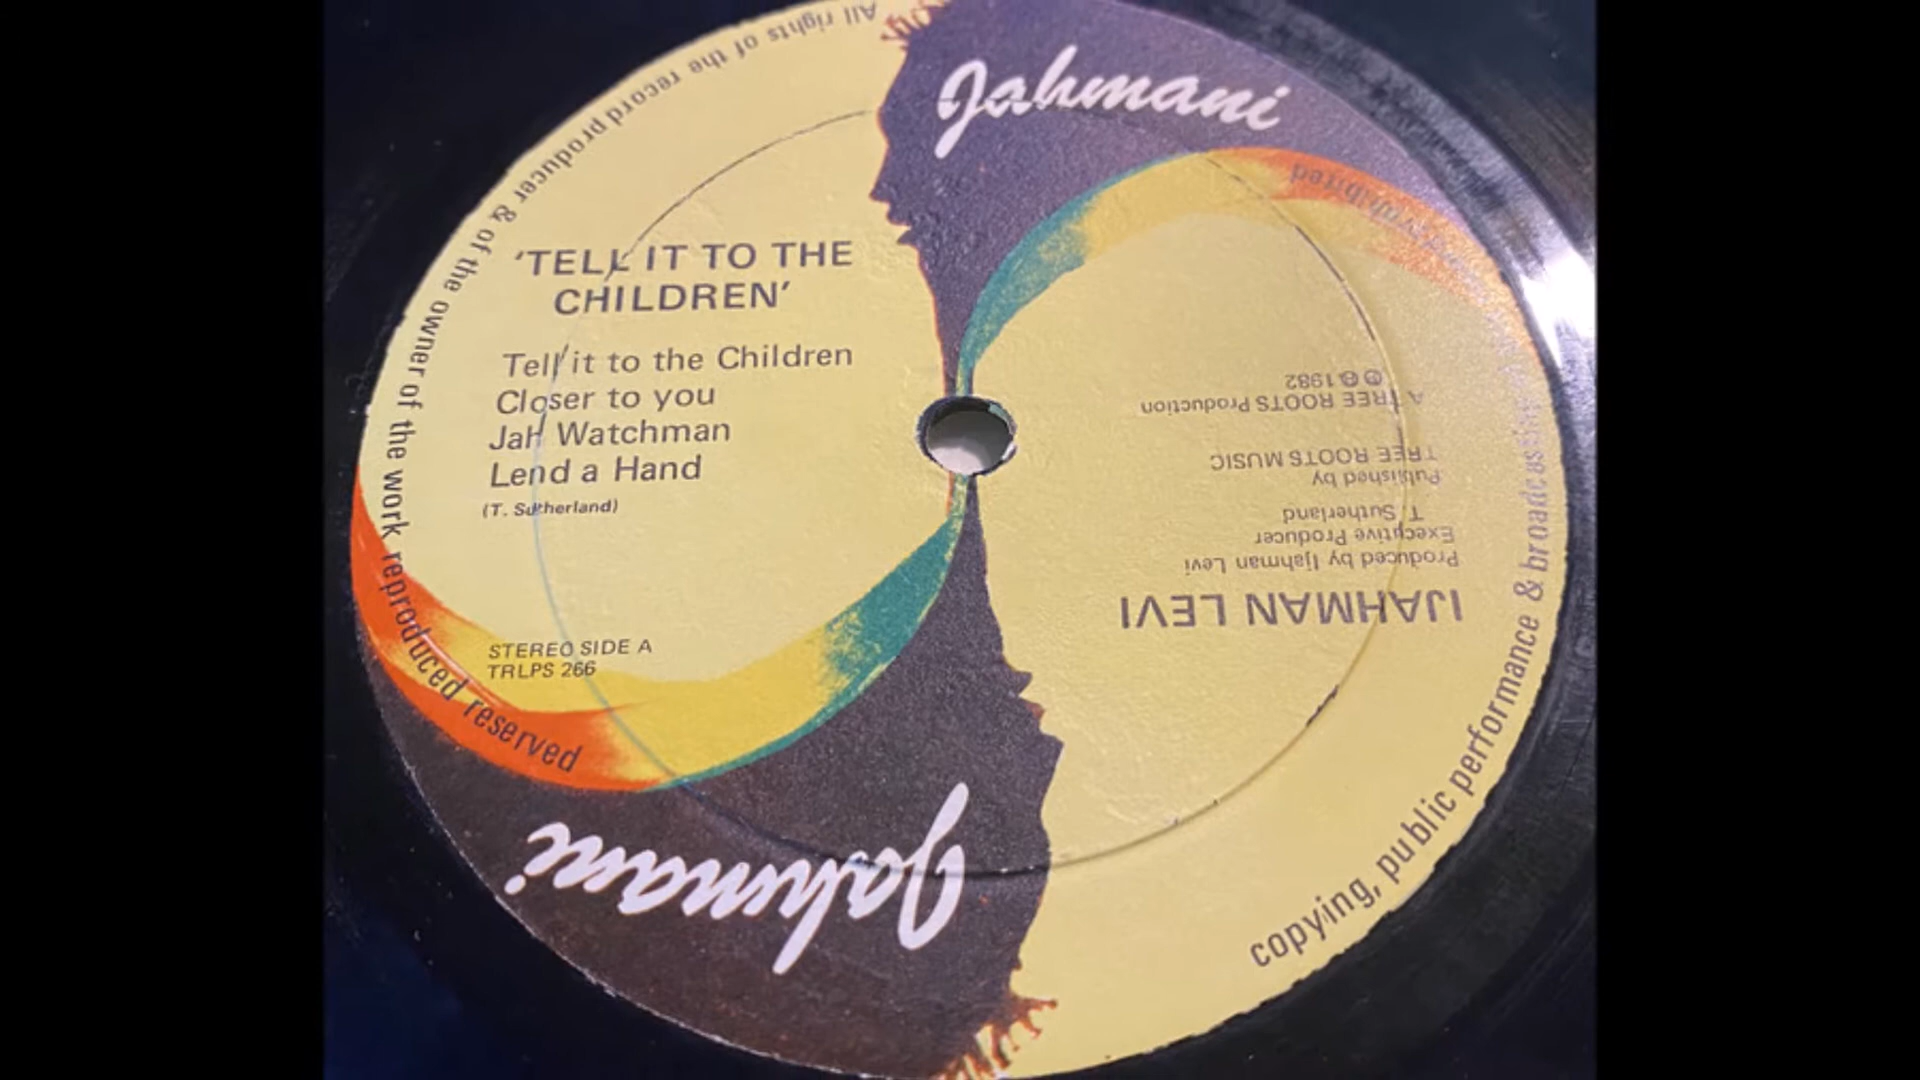 Jahmani
'TELL IT TO THE
CHILDREN'
Tell it to the Children
Closer to you
Jah Watchman
Lend a Hand
(T. Sutherland)
STEREO SIDE A
TRLPS 266
IJAHMAN LEVI
Produced by Ijahman Levi
Executive Producer
T. Sutherland
Published by
TREE ROOTS MUSIC
A TREE ROOTS Production
℗ © 1982
Jahmani
All rights of the record producer & of the owner of the work reproduced reserved
copying, public performance & broadcasting prohibited